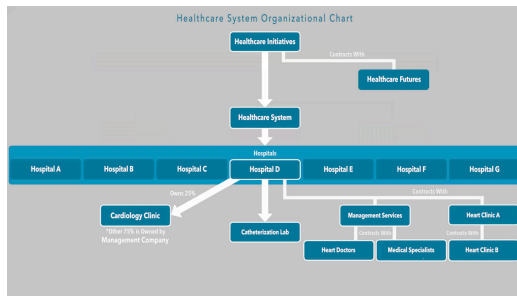 Healthcare System Organizational Chart
Healthcare Initiatives
Contracts With
Healthcare Futures
Healthcare System
Hospitals
Hospital A
Hospital B
Hospital C
Hospital D
Hospital E
Hospital F
Hospital G
Owns 25%
Contracts With
Cardiology Clinic
*Other 75% is Owned by
Management Company
Catheterization Lab
Management Services
Heart Clinic A
Contracts With
Contracts With
Heart Doctors
Medical Specialists
Heart Clinic B